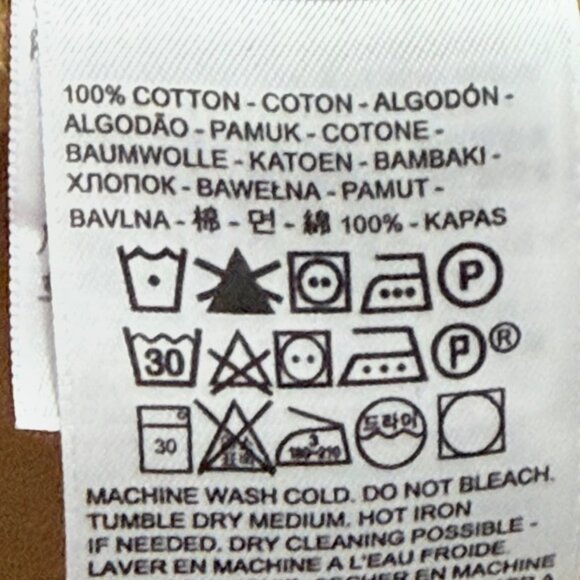 100% COTTON - COTON - ALGODÓN -
ALGODÃO - PAMUK - COTONE -
BAUMWOLLE - KATOEN - BAMBAKI -
ХЛОПОК - BAWEŁNA - PAMUT -
BAVLNA - 棉 - 면 - 綿 100% - KAPAS
P
30 P ®
30 3 180-210 드라이
MACHINE WASH COLD. DO NOT BLEACH.
TUMBLE DRY MEDIUM. HOT IRON
IF NEEDED. DRY CLEANING POSSIBLE -
LAVER EN MACHINE A L'EAU FROIDE.